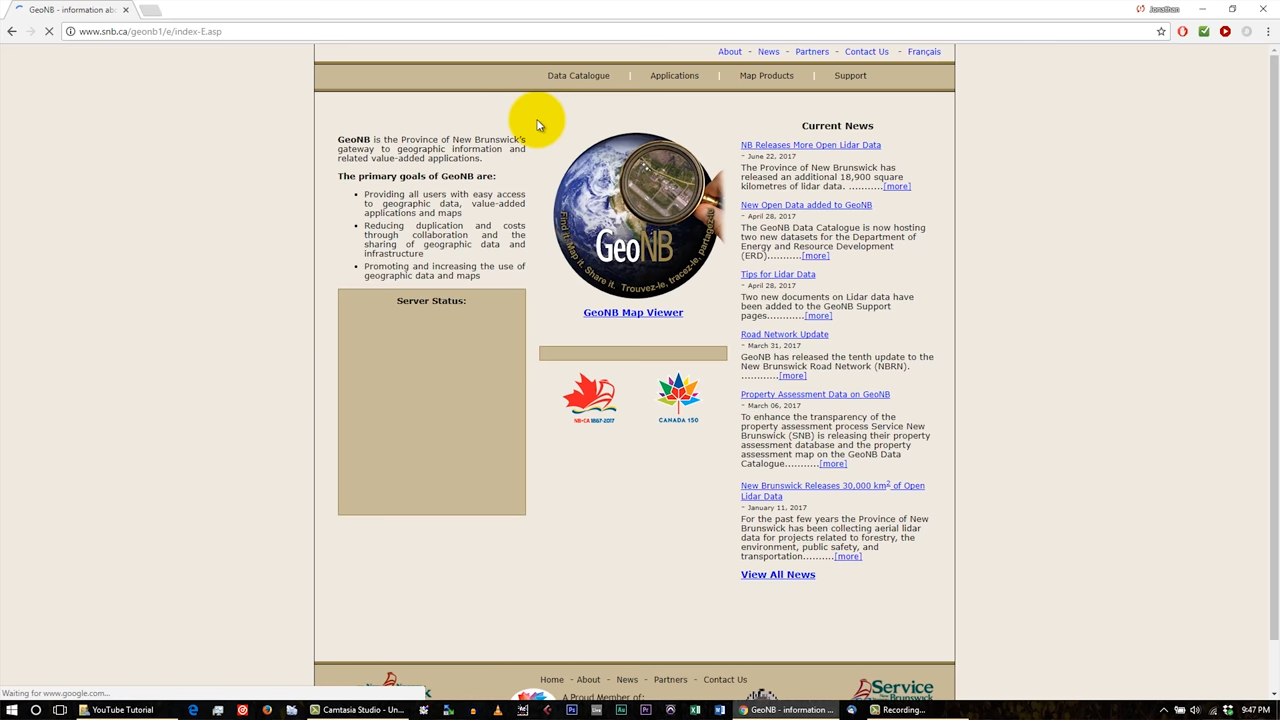 GeoNB - information ab
Jonathan
www.snb.ca/geonb1/e/index-E.asp
About - News - Partners - Contact Us - Français
Data Catalogue | Applications | Map Products | Support
GeoNB is the Province of New Brunswick's
gateway to geographic information and
related value-added applications.
The primary goals of GeoNB are:
• Providing all users with easy access
to geographic data, value-added
applications and maps
• Reducing duplication and costs
through collaboration and the
sharing of geographic data and
infrastructure
• Promoting and increasing the use of
geographic data and maps
Server Status:
GeoNB
Find it. Map it. Share it. Trouvez-le, tracez-le, partagez-le.
GeoNB Map Viewer
NB•CA 1867-2017
CANADA 150
Current News
NB Releases More Open Lidar Data
- June 22, 2017
The Province of New Brunswick has
released an additional 18,900 square
kilometres of lidar data. ...........[more]
New Open Data added to GeoNB
- April 28, 2017
The GeoNB Data Catalogue is now hosting
two new datasets for the Department of
Energy and Resource Development
(ERD)...........[more]
Tips for Lidar Data
- April 28, 2017
Two new documents on Lidar data have
been added to the GeoNB Support
pages...........[more]
Road Network Update
- March 31, 2017
GeoNB has released the tenth update to the
New Brunswick Road Network (NBRN).
............[more]
Property Assessment Data on GeoNB
- March 06, 2017
To enhance the transparency of the
property assessment process Service New
Brunswick (SNB) is releasing their property
assessment database and the property
assessment map on the GeoNB Data
Catalogue...........[more]
New Brunswick Releases 30,000 km2 of Open
Lidar Data
- January 11, 2017
For the past few years the Province of New
Brunswick has been collecting aerial lidar
data for projects related to forestry, the
environment, public safety, and
transportation..........[more]
View All News
Home - About - News - Partners - Contact Us
A Proud Member of:
Service
Waiting for www.google.com...
YouTube Tutorial
Camtasia Studio - Un...
GeoNB - information ...
Recording...
9:47 PM